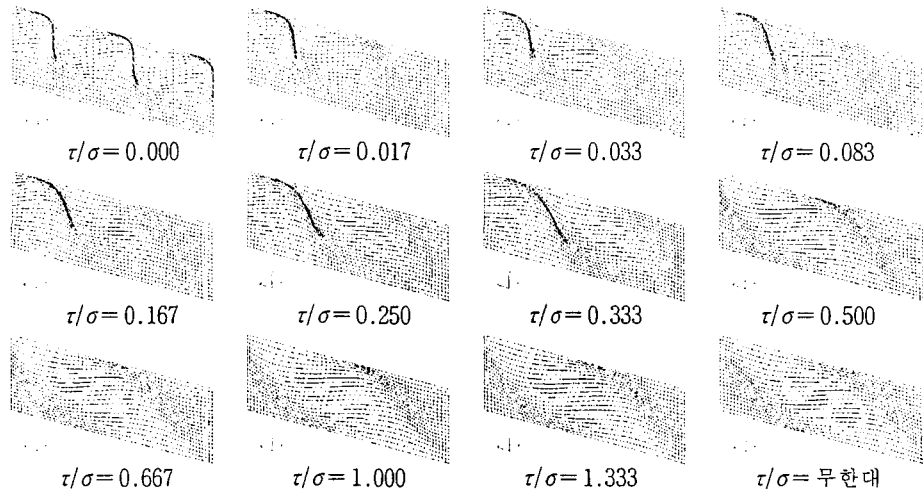 τ/σ= 0.000
τ/σ= 0.017
τ/σ= 0.033
τ/σ= 0.083
τ/σ= 0.167
τ/σ= 0.250
τ/σ= 0.333
τ/σ= 0.500
τ/σ= 0.667
τ/σ= 1.000
τ/σ= 1.333
τ/σ= 무한대